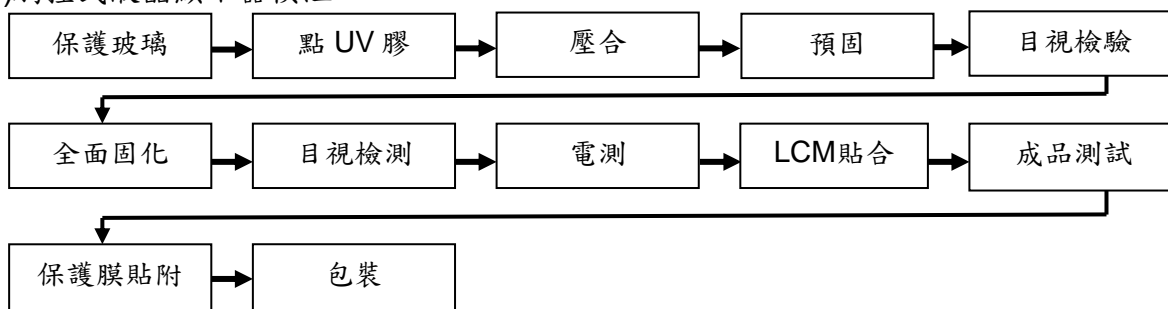 保護玻璃 點 UV 膠 壓合 預固 目視檢驗
全面固化 目視檢測 電測 LCM貼合 成品測試
保護膜貼附 包裝